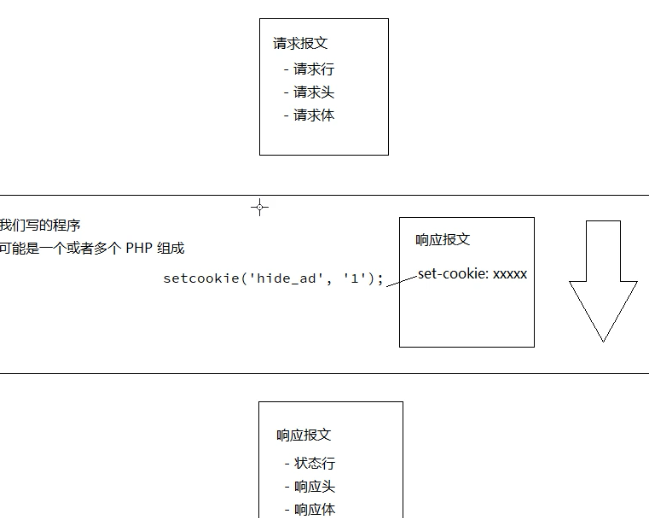 请求报文
- 请求行
- 请求头
- 请求体
我们写的程序
可能是一个或者多个 PHP 组成
setcookie('hide_ad', '1');
响应报文
set-cookie: xxxxx
响应报文
- 状态行
- 响应头
- 响应体